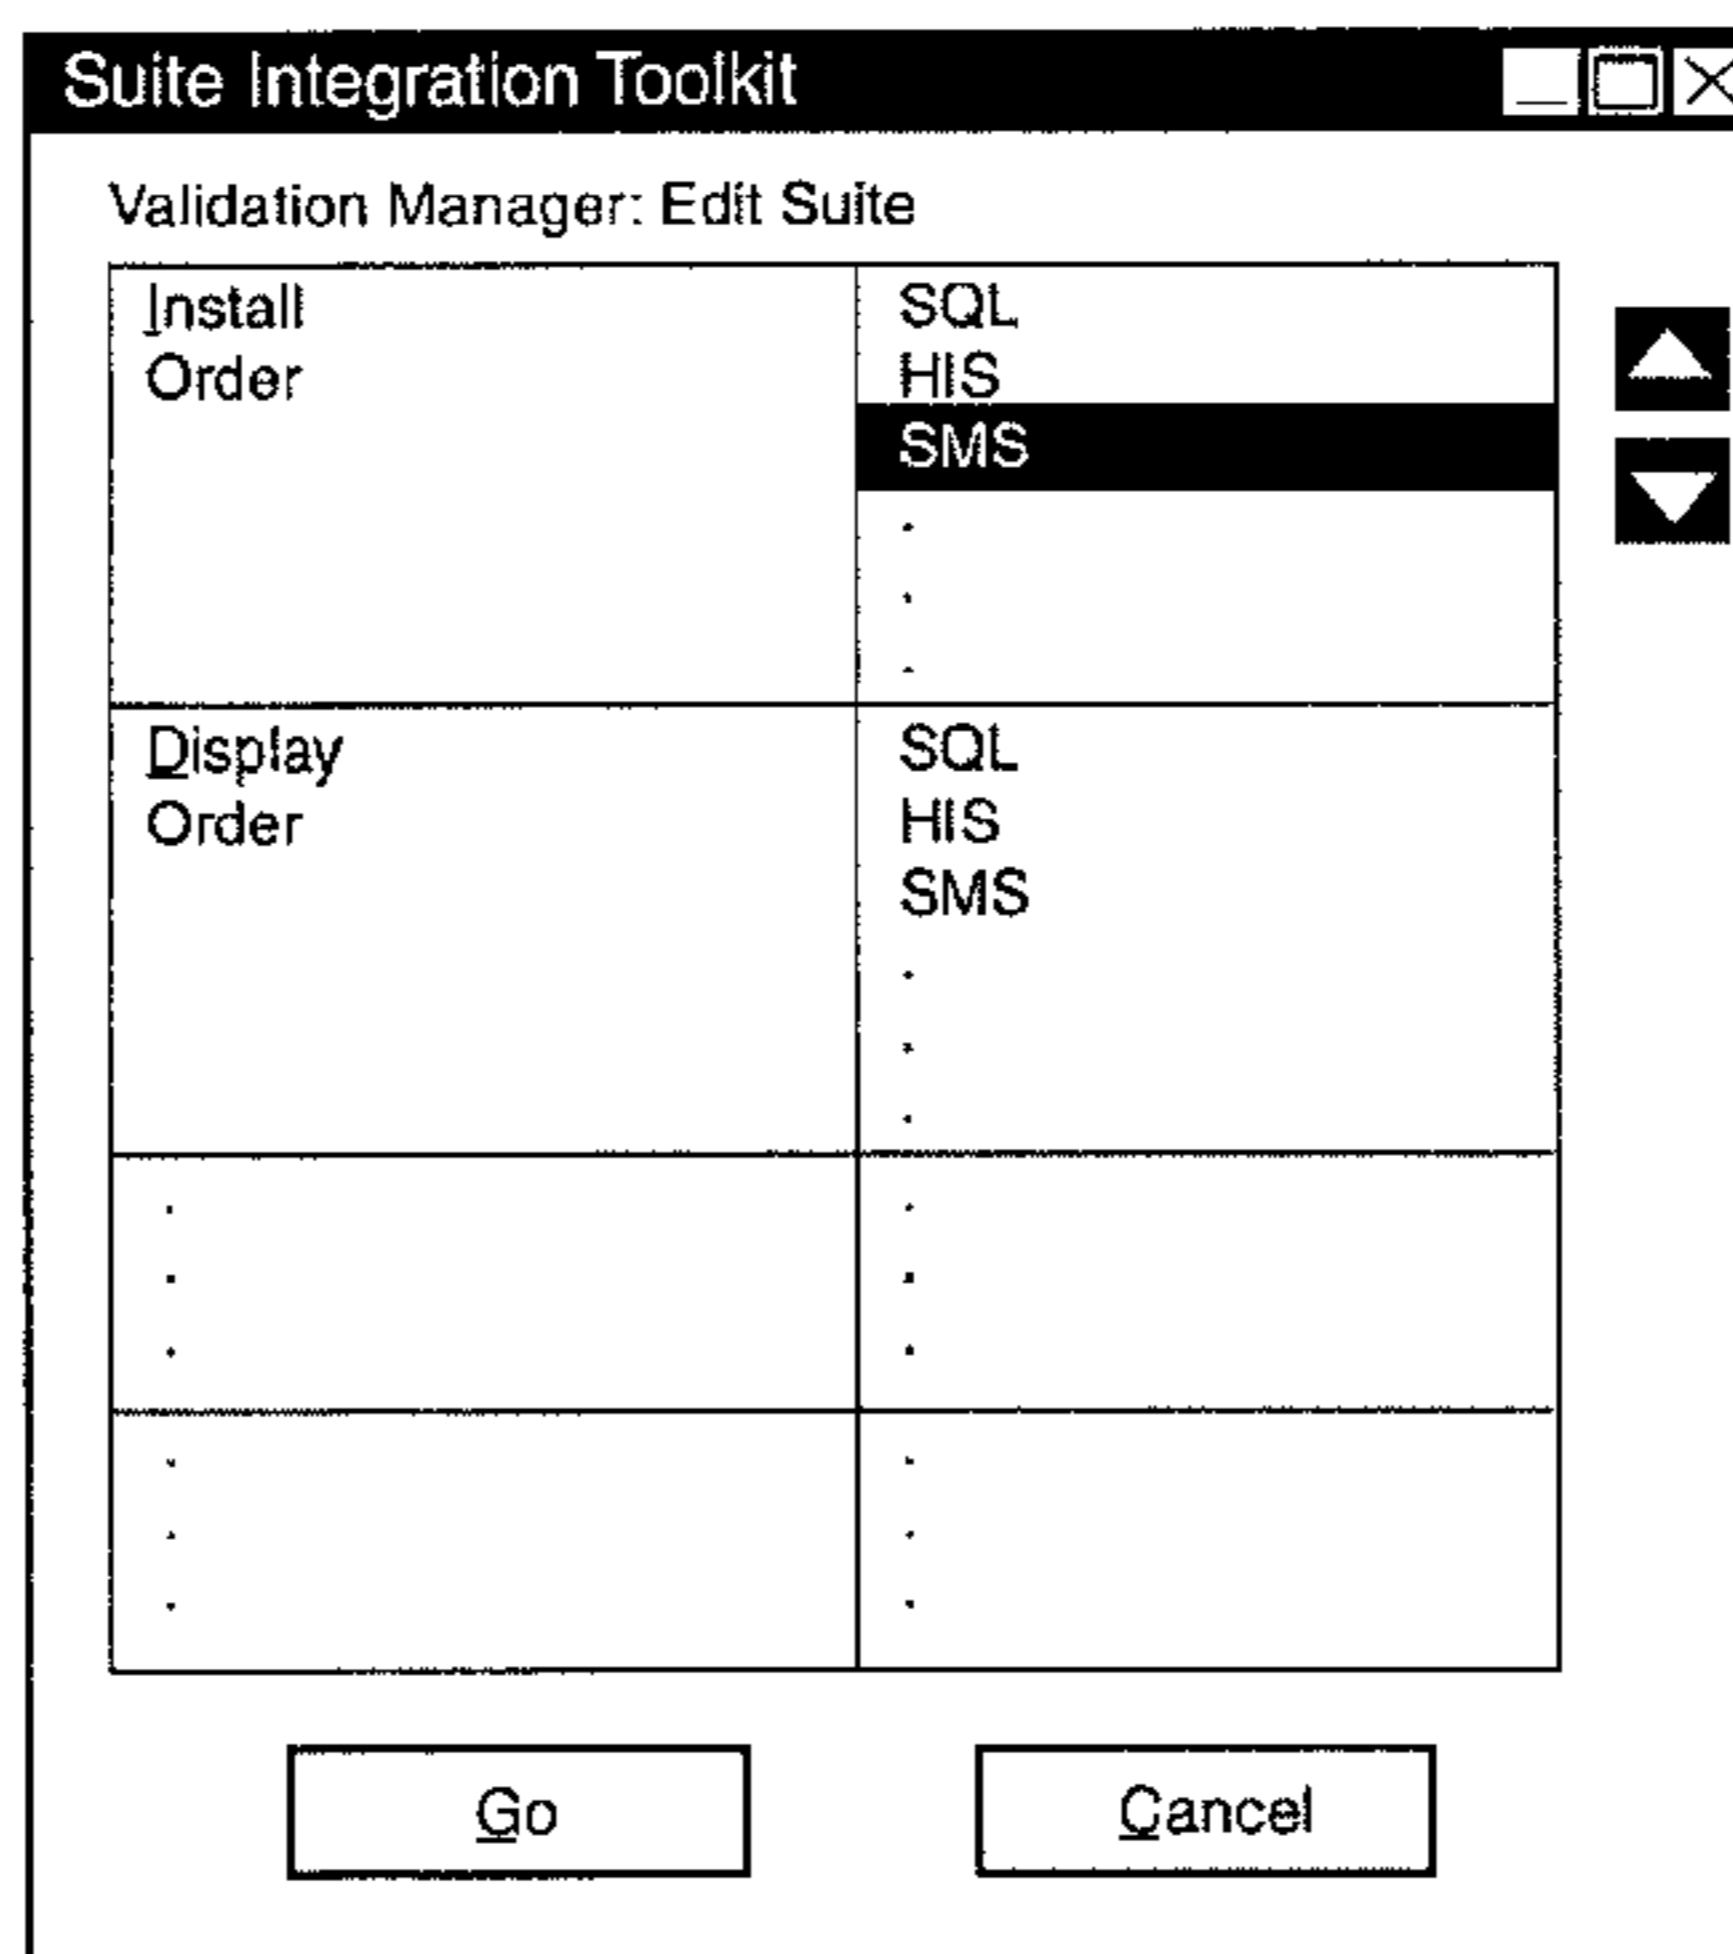 Suite Integration Toolkit
Validation Manager: Edit Suite
Install
Order
SQL
HIS
SMS
.
.
.
Display
Order
SQL
HIS
SMS
.
.
.
. .
. .
. .
. .
. .
. .
Go Cancel